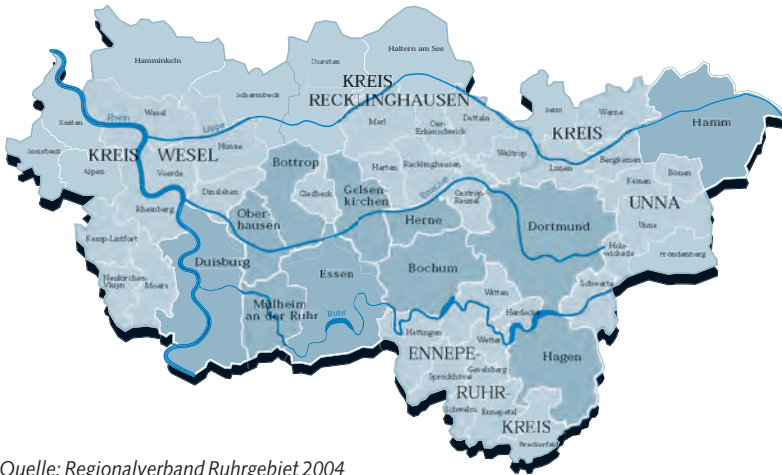 Hamminkeln
Dorsten
Haltern am See
KREIS
RECKLINGHAUSEN
Schermbeck
Wesel
Rhein
Xanten
Lippe
Marl
Oer-
Erkenschwick
Datteln
Selm
Werne
Hamm
KREIS
Sonsbeck
KREIS WESEL
Hünxe
Alpen
Voerde
Bottrop
Waltrop
Lünen
Bergkamen
Herten
Recklinghausen
Kamen
Bönen
Dinslaken
Gladbeck
Gelsen-
kirchen
Emscher
Castrop-
Rauxel
UNNA
Rheinberg
Ober-
hausen
Herne
Dortmund
Unna
Kamp-Lintfort
Holz-
wickede
Fröndenberg
Duisburg
Essen
Bochum
Neukirchen-
Vluyn
Moers
Schwerte
Witten
Mülheim
an der Ruhr
Ruhr
Herdecke
Hattingen
Wetter
ENNEPE-
Hagen
Gevelsberg
Sprockhövel
RUHR-
Schwelm
Ennepetal
KREIS
Breckerfeld
Quelle: Regionalverband Ruhrgebiet 2004